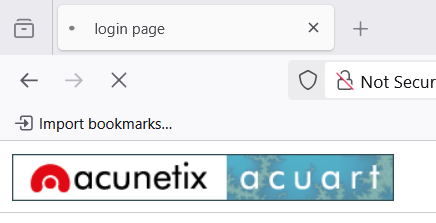 login page
Not Secur
Import bookmarks...
acunetix acuart